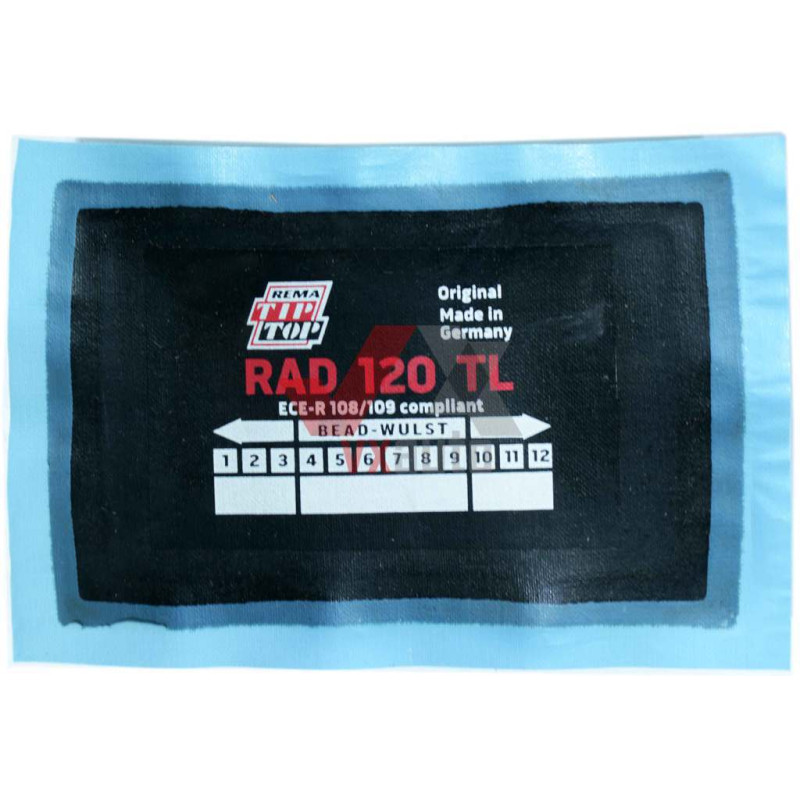 REMA
TIP
TOP
Original
Made in
Germany
RAD 120 TL
ECE-R 108/109 compliant
BEAD-WULST
1 2 3 4 5 6 7 8 9 10 11 12
vxauto